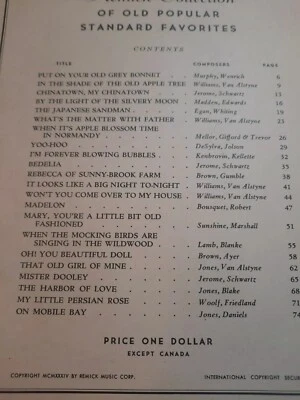 Remick Collection
OF OLD POPULAR
STANDARD FAVORITES
CONTENTS
TITLE COMPOSERS PAGE
PUT ON YOUR OLD GREY BONNET . . . Murphy, Wenrich 6
IN THE SHADE OF THE OLD APPLE TREE . Williams, Van Alstyne 9
CHINATOWN, MY CHINATOWN . . . . Jerome, Schwartz 13
BY THE LIGHT OF THE SILVERY MOON . . Madden, Edwards 16
THE JAPANESE SANDMAN . . . . Egan, Whiting 19
WHAT'S THE MATTER WITH FATHER . . Williams, Van Alstyne 23
WHEN IT'S APPLE BLOSSOM TIME
IN NORMANDY . . . . Mellor, Gifford & Trevor 26
YOO-HOO . . . . DeSylva, Jolson 29
I'M FOREVER BLOWING BUBBLES . . . Kenbrovin, Kellette 32
BEDELIA . . . . Jerome, Schwartz 35
REBECCA OF SUNNY-BROOK FARM . . . Brown, Gumble 38
IT LOOKS LIKE A BIG NIGHT TO-NIGHT . Williams, Van Alstyne 41
WON'T YOU COME OVER TO MY HOUSE . Williams, Van Alstyne 44
MADELON . . . . Bousquet, Robert 47
MARY, YOU'RE A LITTLE BIT OLD
FASHIONED . . . . Sunshine, Marshall 51
WHEN THE MOCKING BIRDS ARE
SINGING IN THE WILDWOOD . . . Lamb, Blanke 55
OH! YOU BEAUTIFUL DOLL . . . . Brown, Ayer 58
THAT OLD GIRL OF MINE . . . . Jones, Van Alstyne 62
MISTER DOOLEY . . . . Jerome, Schwartz 65
THE HARBOR OF LOVE . . . . Jones, Blake 68
MY LITTLE PERSIAN ROSE . . . . Woolf, Friedland 71
ON MOBILE BAY . . . . Jones, Daniels 74
PRICE ONE DOLLAR
EXCEPT CANADA
COPYRIGHT MCMXXXIV BY REMICK MUSIC CORP. INTERNATIONAL COPYRIGHT SECUR